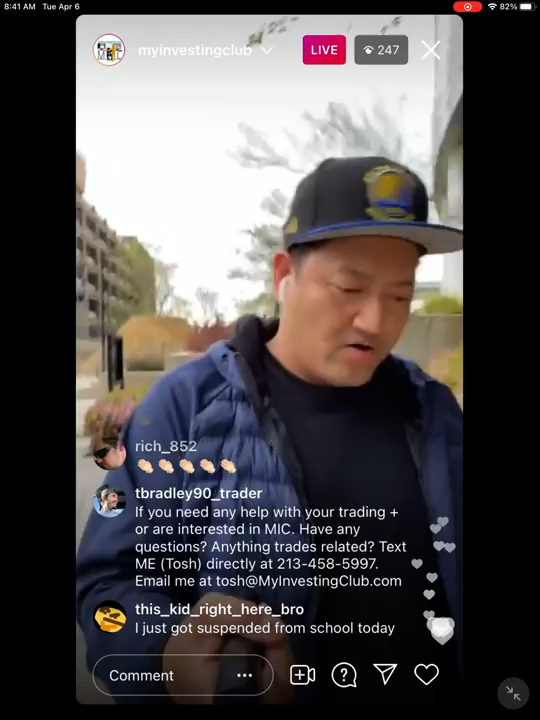 8:41 AM Tue Apr 6
82%
myinvestingclub
LIVE
247
rich_852
👏🏻👏🏻👏🏻👏🏻👏🏻
tbradley90_trader
If you need any help with your trading +
or are interested in MIC. Have any
questions? Anything trades related? Text
ME (Tosh) directly at 213-458-5997.
Email me at tosh@MyInvestingClub.com
this_kid_right_here_bro
I just got suspended from school today
Comment